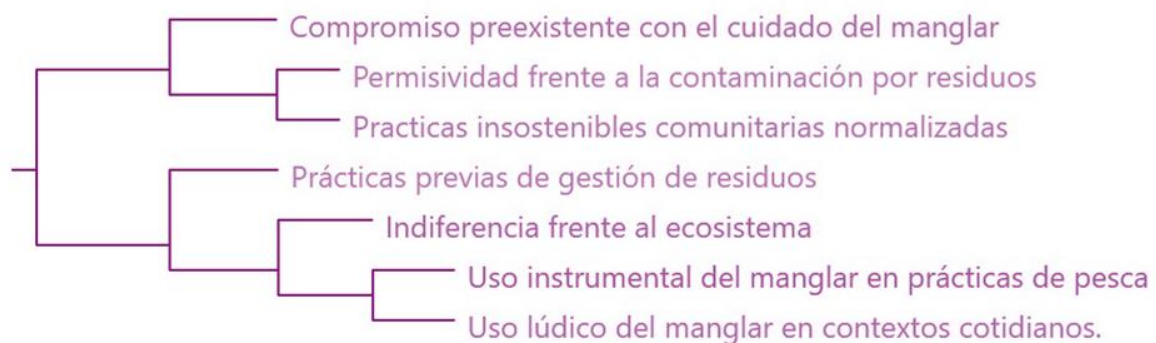 Compromiso preexistente con el cuidado del manglar
Permisividad frente a la contaminación por residuos
Practicas insostenibles comunitarias normalizadas
Prácticas previas de gestión de residuos
Indiferencia frente al ecosistema
Uso instrumental del manglar en prácticas de pesca
Uso lúdico del manglar en contextos cotidianos.